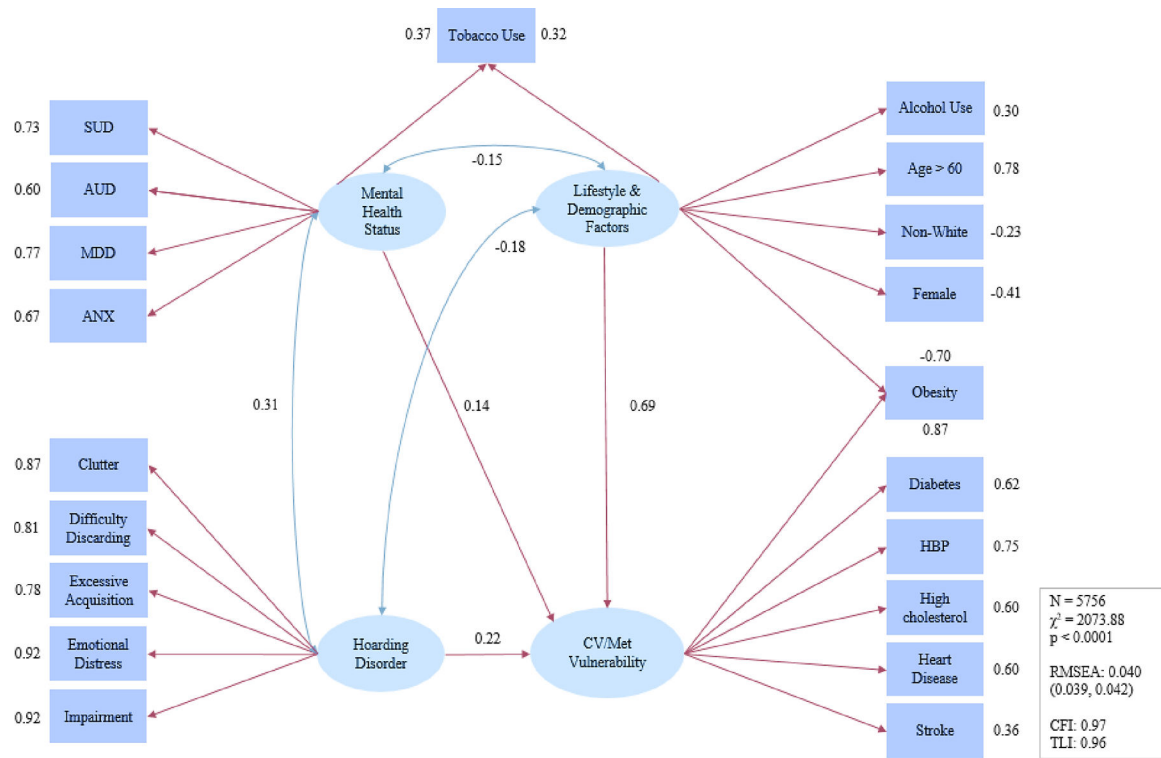 0.37
Tobacco Use
0.32
0.73
SUD
0.60
AUD
0.77
MDD
0.67
ANX
Mental
Health
Status
-0.15
Lifestyle &
Demographic
Factors
-0.18
Alcohol Use
0.30
Age > 60
0.78
Non-White
-0.23
Female
-0.41
-0.70
Obesity
0.87
0.31
0.14
0.69
0.87
Clutter
0.81
Difficulty
Discarding
0.78
Excessive
Acquisition
0.92
Emotional
Distress
0.92
Impairment
Hoarding
Disorder
0.22
CV/Met
Vulnerability
Diabetes
0.62
HBP
0.75
High
cholesterol
0.60
Heart
Disease
0.60
Stroke
0.36
N = 5756
χ² = 2073.88
p < 0.0001
RMSEA: 0.040
(0.039, 0.042)
CFI: 0.97
TLI: 0.96